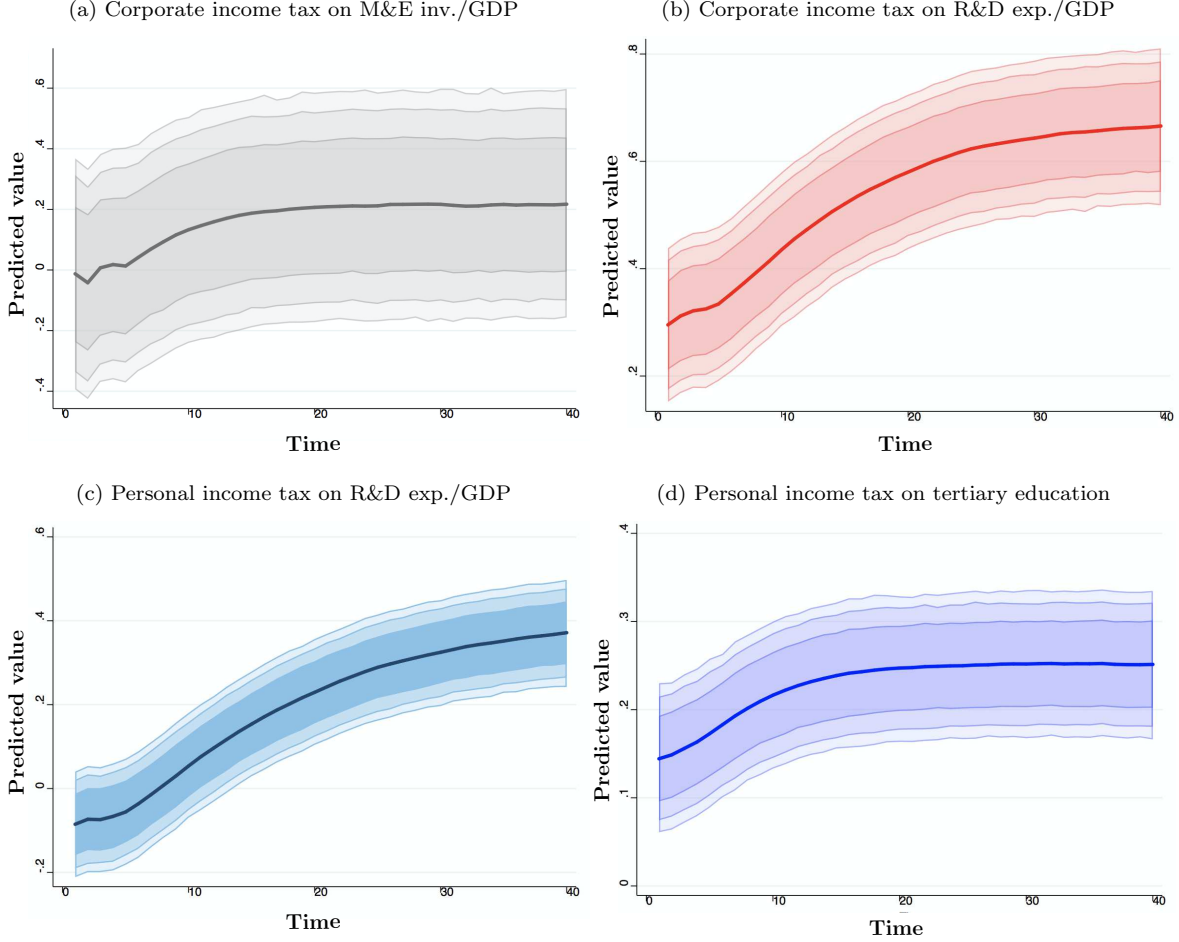 (a) Corporate income tax on M&E inv./GDP
Predicted value
.6
.4
.2
0
-.2
-.4
0 10 20 30 40
Time
(b) Corporate income tax on R&D exp./GDP
Predicted value
.8
.6
.4
.2
0 10 20 30 40
Time
(c) Personal income tax on R&D exp./GDP
Predicted value
.6
.4
.2
0
-.2
0 10 20 30 40
Time
(d) Personal income tax on tertiary education
Predicted value
.4
.3
.2
.1
0
0 10 20 30 40
Time